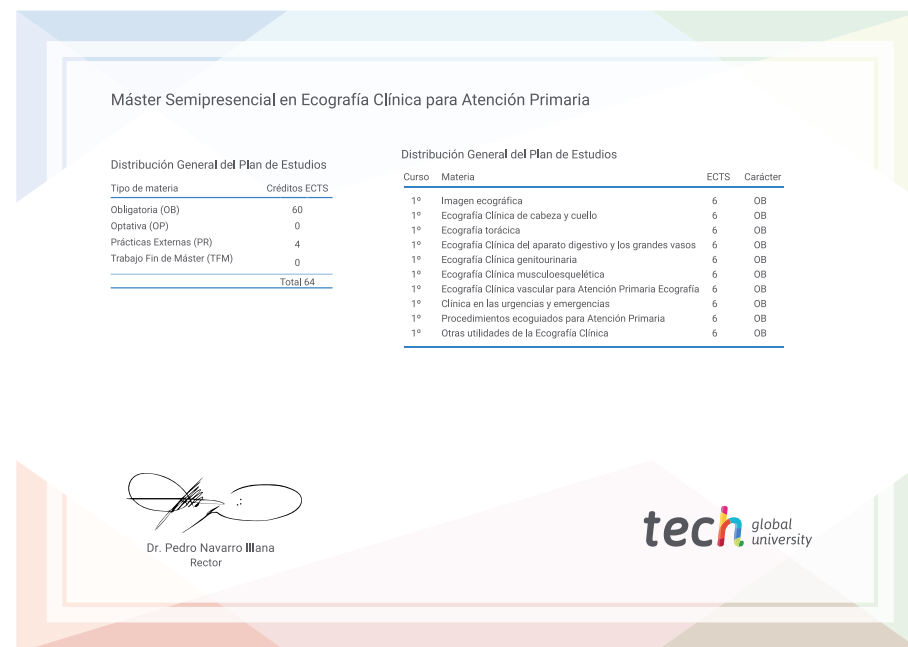 Máster Semipresencial en Ecografía Clínica para Atención Primaria
Distribución General del Plan de Estudios
Tipo de materia Créditos ECTS
Obligatoria (OB) 60
Optativa (OP) 0
Prácticas Externas (PR) 4
Trabajo Fin de Máster (TFM) 0
Total 64
Distribución General del Plan de Estudios
Curso Materia ECTS Carácter
1º Imagen ecográfica 6 OB
1º Ecografía Clínica de cabeza y cuello 6 OB
1º Ecografía torácica 6 OB
1º Ecografía Clínica del aparato digestivo y los grandes vasos 6 OB
1º Ecografía Clínica genitourinaria 6 OB
1º Ecografía Clínica musculoesquelética 6 OB
1º Ecografía Clínica vascular para Atención Primaria Ecografía 6 OB
1º Clínica en las urgencias y emergencias 6 OB
1º Procedimientos ecoguiados para Atención Primaria 6 OB
1º Otras utilidades de la Ecografía Clínica 6 OB
Dr. Pedro Navarro Illana
Rector
tech global
university